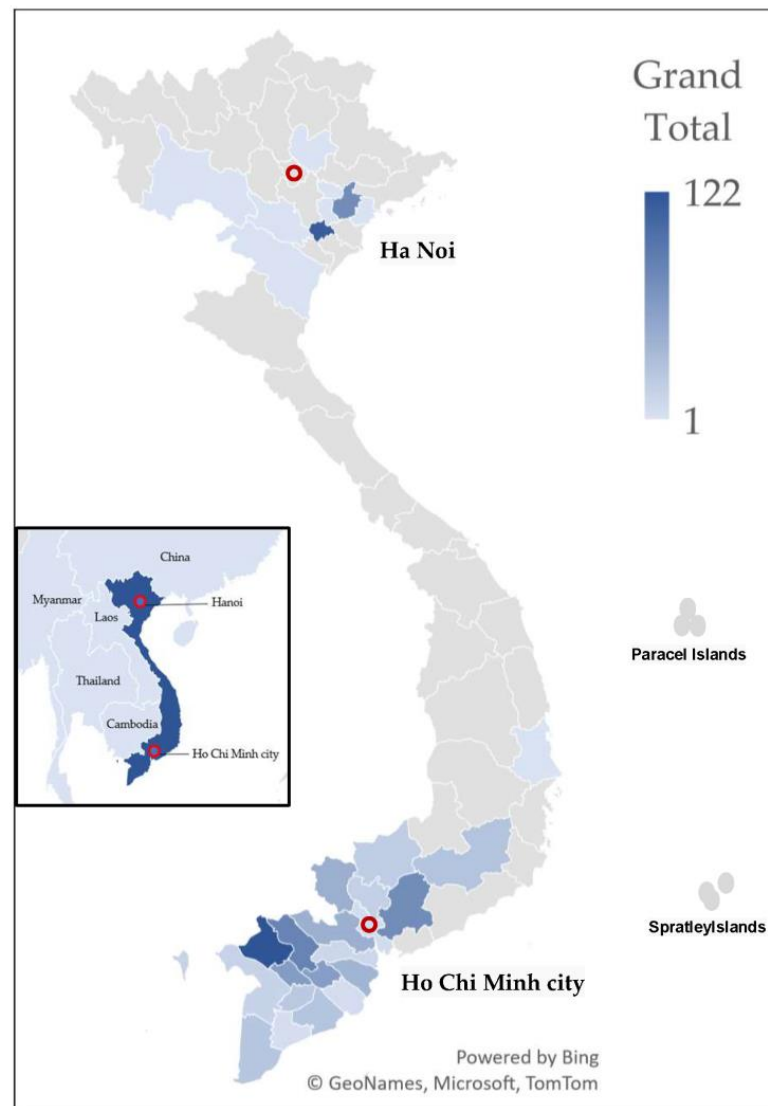 Grand
Total
122
1
Ha Noi
China
Myanmar
Hanoi
Laos
Thailand
Cambodia
Ho Chi Minh city
Paracel Islands
SpratleyIslands
Ho Chi Minh city
Powered by Bing
© GeoNames, Microsoft, TomTom